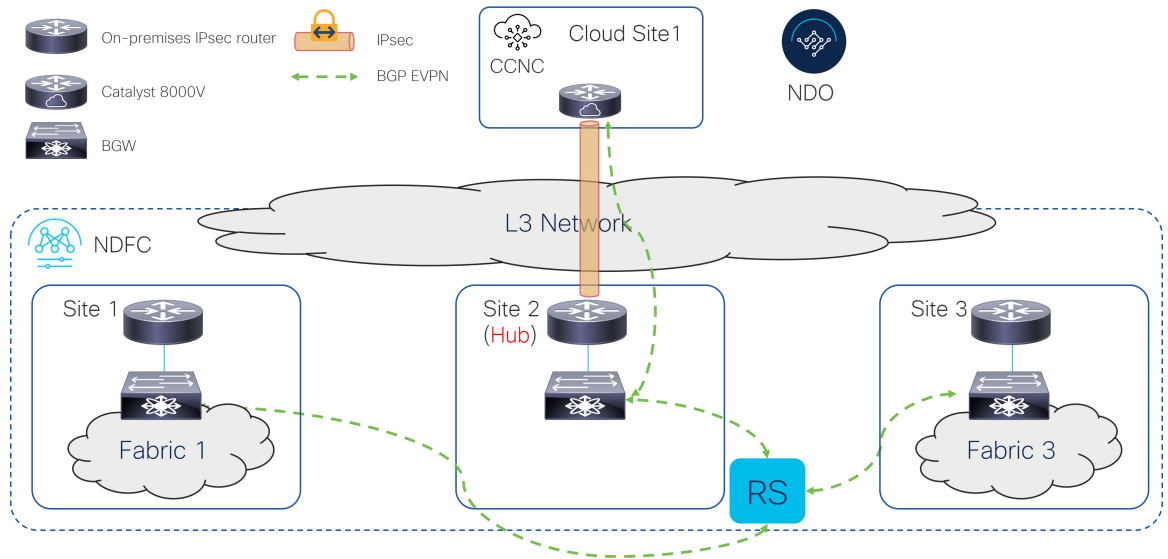 On-premises IPsec router
IPsec
Cloud Site1
CCNC
BGP EVPN
Catalyst 8000V
NDO
BGW
L3 Network
NDFC
Site 1
Site 2
(Hub)
Site 3
Fabric 1
Fabric 3
RS